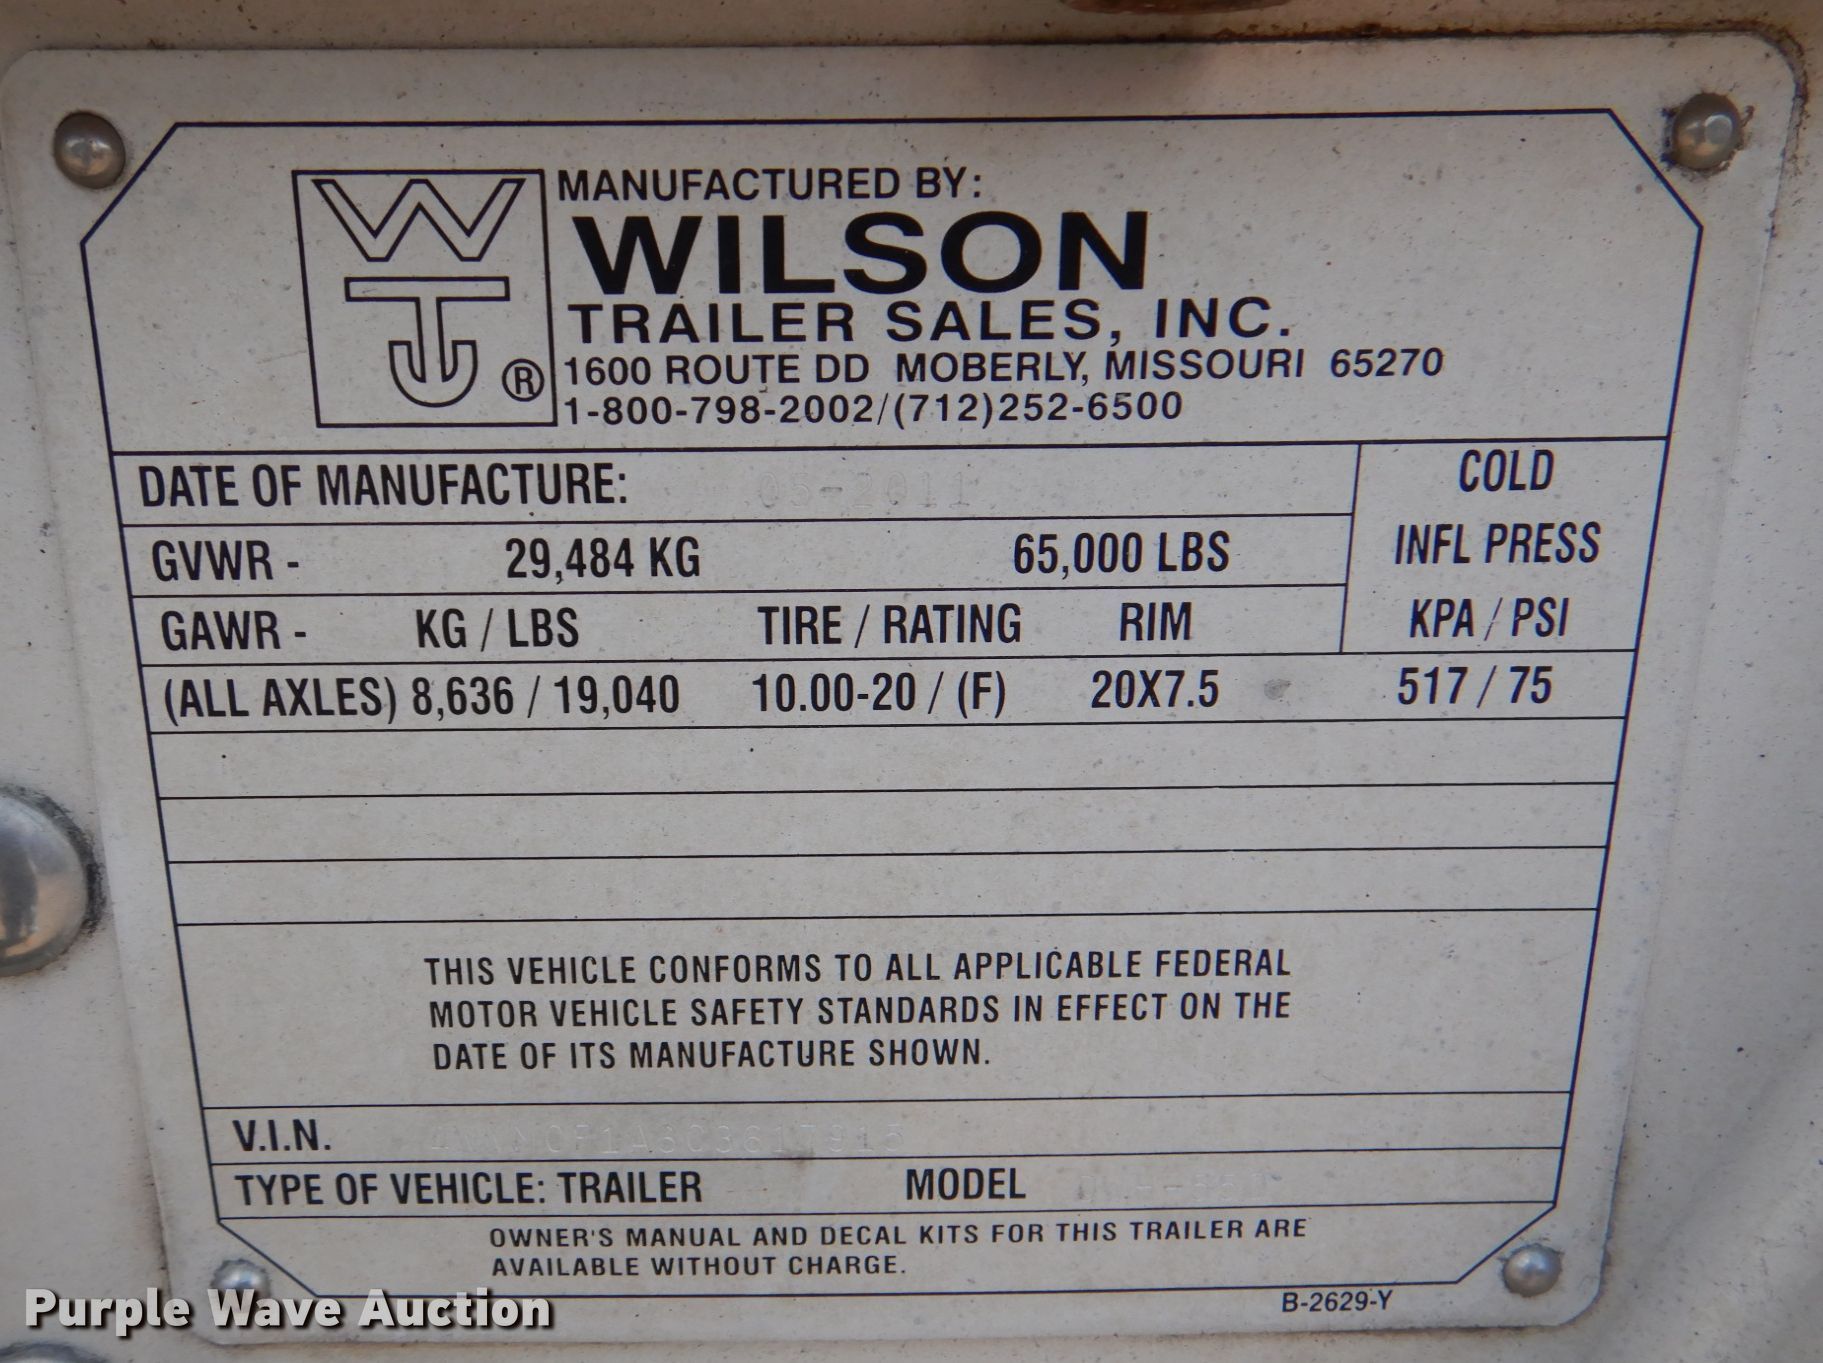 WTJ ®
MANUFACTURED BY:
WILSON
TRAILER SALES, INC.
1600 ROUTE DD MOBERLY, MISSOURI 65270
1-800-798-2002/(712)252-6500
DATE OF MANUFACTURE: 05-2011
COLD
INFL PRESS
KPA / PSI
GVWR - 29,484 KG 65,000 LBS
GAWR - KG / LBS TIRE / RATING RIM
(ALL AXLES) 8,636 / 19,040 10.00-20 / (F) 20X7.5 517 / 75
THIS VEHICLE CONFORMS TO ALL APPLICABLE FEDERAL
MOTOR VEHICLE SAFETY STANDARDS IN EFFECT ON THE
DATE OF ITS MANUFACTURE SHOWN.
V.I.N.
TYPE OF VEHICLE: TRAILER MODEL
OWNER'S MANUAL AND DECAL KITS FOR THIS TRAILER ARE
AVAILABLE WITHOUT CHARGE.
B-2629-Y
Purple Wave Auction